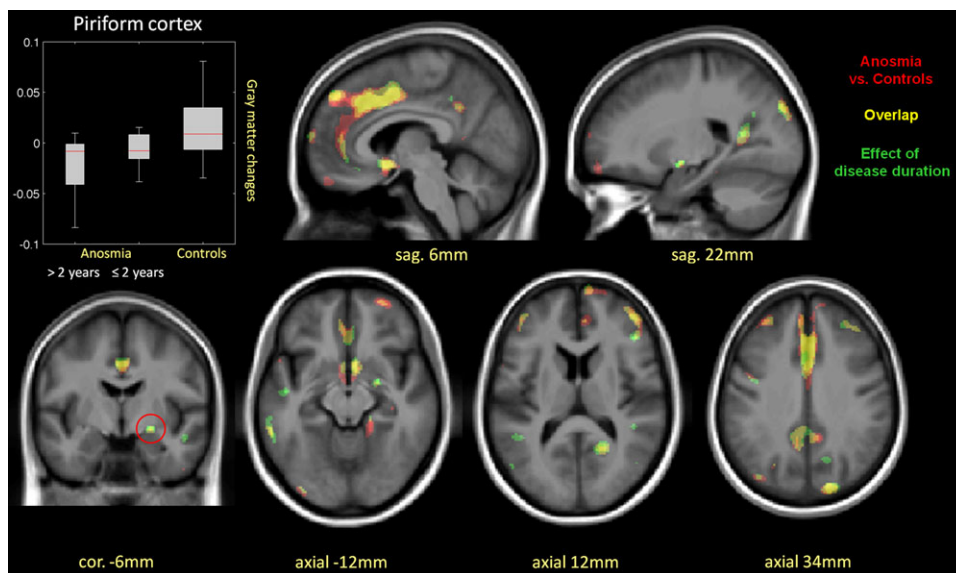 Piriform cortex
0.1
0.05
0
-0.05
-0.1
Gray matter changes
Anosmia
Controls
> 2 years
≤ 2 years
sag. 6mm
sag. 22mm
Anosmia
vs. Controls
Overlap
Effect of
disease duration
cor. -6mm
axial -12mm
axial 12mm
axial 34mm